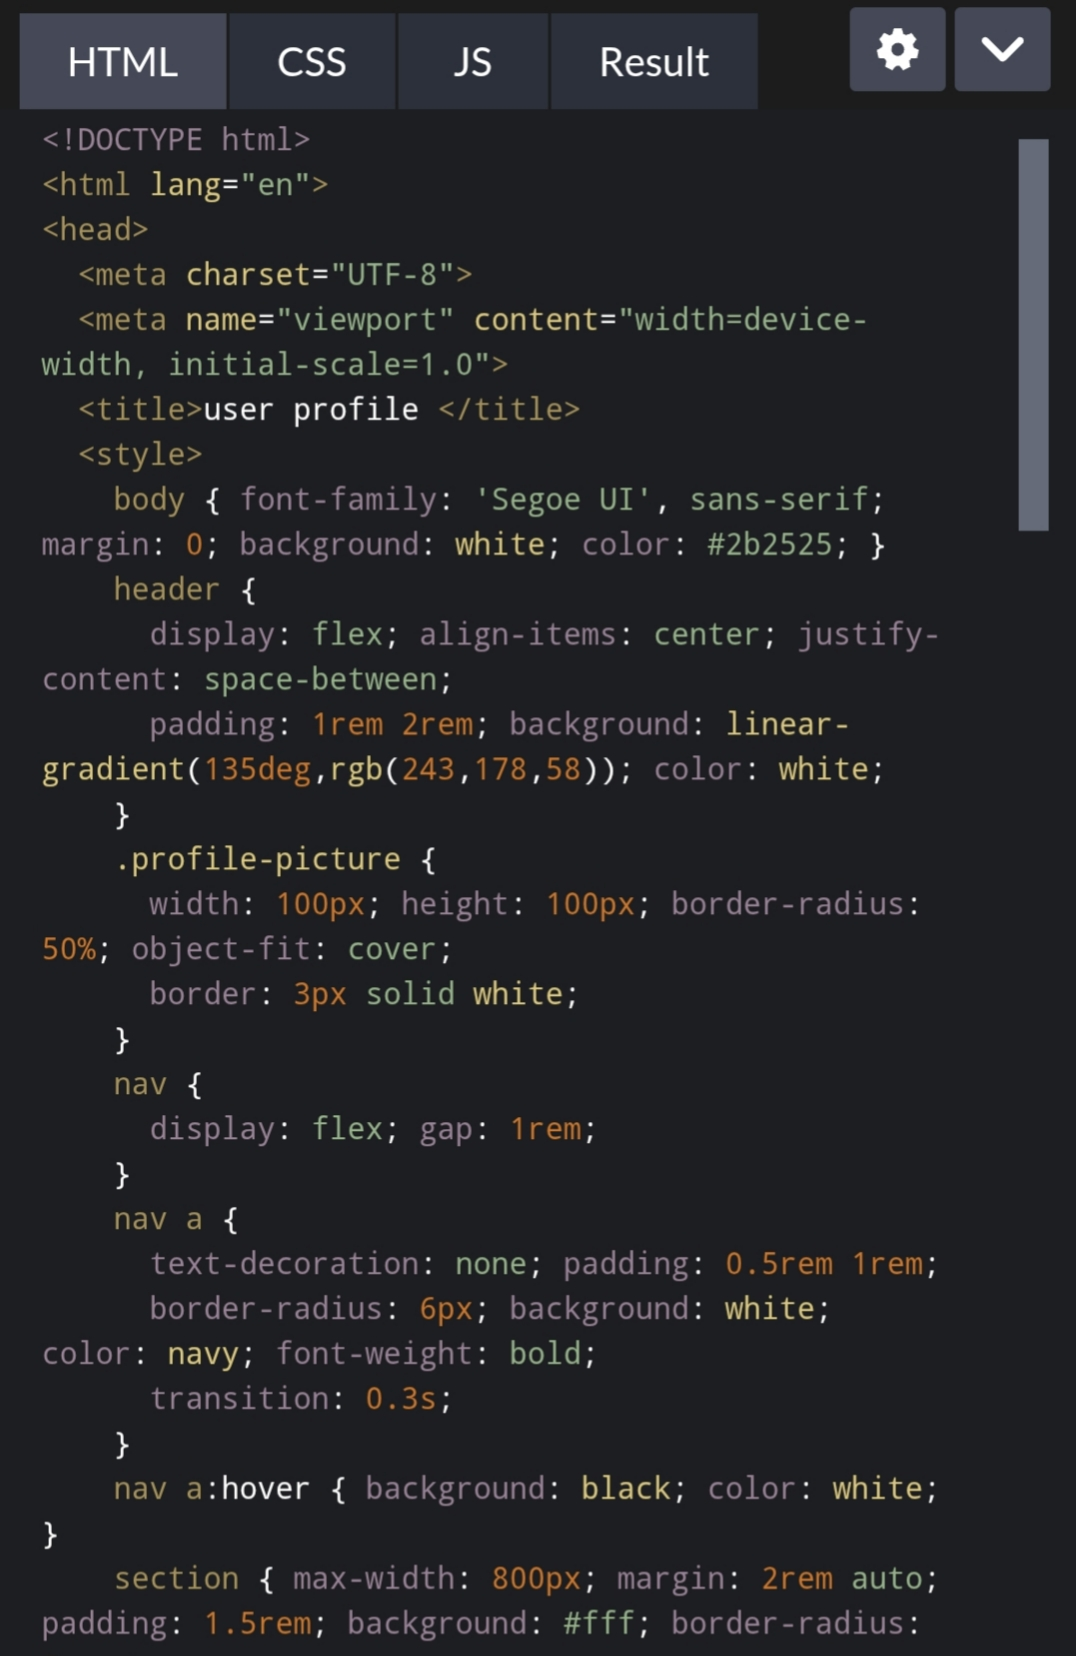 HTML CSS JS Result
<!DOCTYPE html>
<html lang="en">
<head>
  <meta charset="UTF-8">
  <meta name="viewport" content="width=device-
width, initial-scale=1.0">
  <title>user profile </title>
  <style>
    body { font-family: 'Segoe UI', sans-serif;
margin: 0; background: white; color: #2b2525; }
    header {
      display: flex; align-items: center; justify-
content: space-between;
      padding: 1rem 2rem; background: linear-
gradient(135deg,rgb(243,178,58)); color: white;
    }
    .profile-picture {
      width: 100px; height: 100px; border-radius:
50%; object-fit: cover;
      border: 3px solid white;
    }
    nav {
      display: flex; gap: 1rem;
    }
    nav a {
      text-decoration: none; padding: 0.5rem 1rem;
      border-radius: 6px; background: white;
color: navy; font-weight: bold;
      transition: 0.3s;
    }
    nav a:hover { background: black; color: white;
}
    section { max-width: 800px; margin: 2rem auto;
padding: 1.5rem; background: #fff; border-radius: